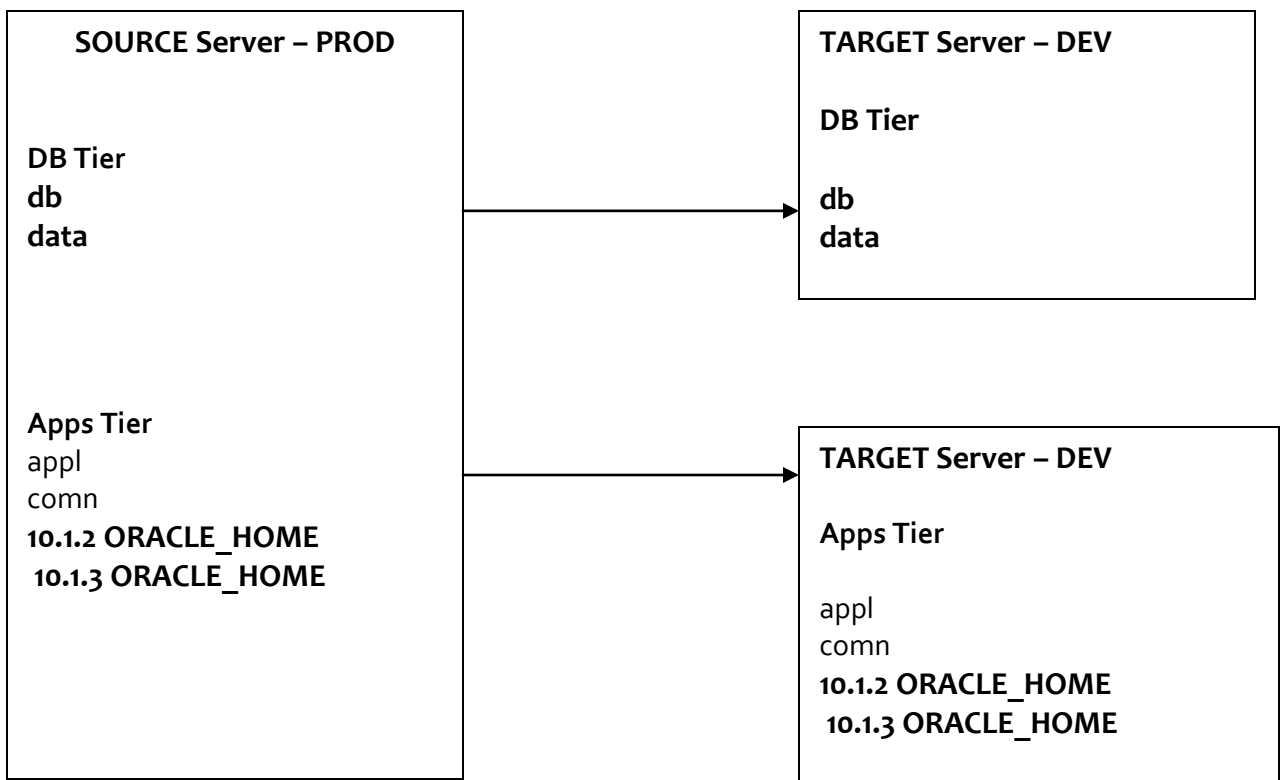 SOURCE Server – PROD
DB Tier
db
data
Apps Tier
appl
comn
10.1.2 ORACLE_HOME
10.1.3 ORACLE_HOME
TARGET Server – DEV
DB Tier
db
data
TARGET Server – DEV
Apps Tier
appl
comn
10.1.2 ORACLE_HOME
10.1.3 ORACLE_HOME